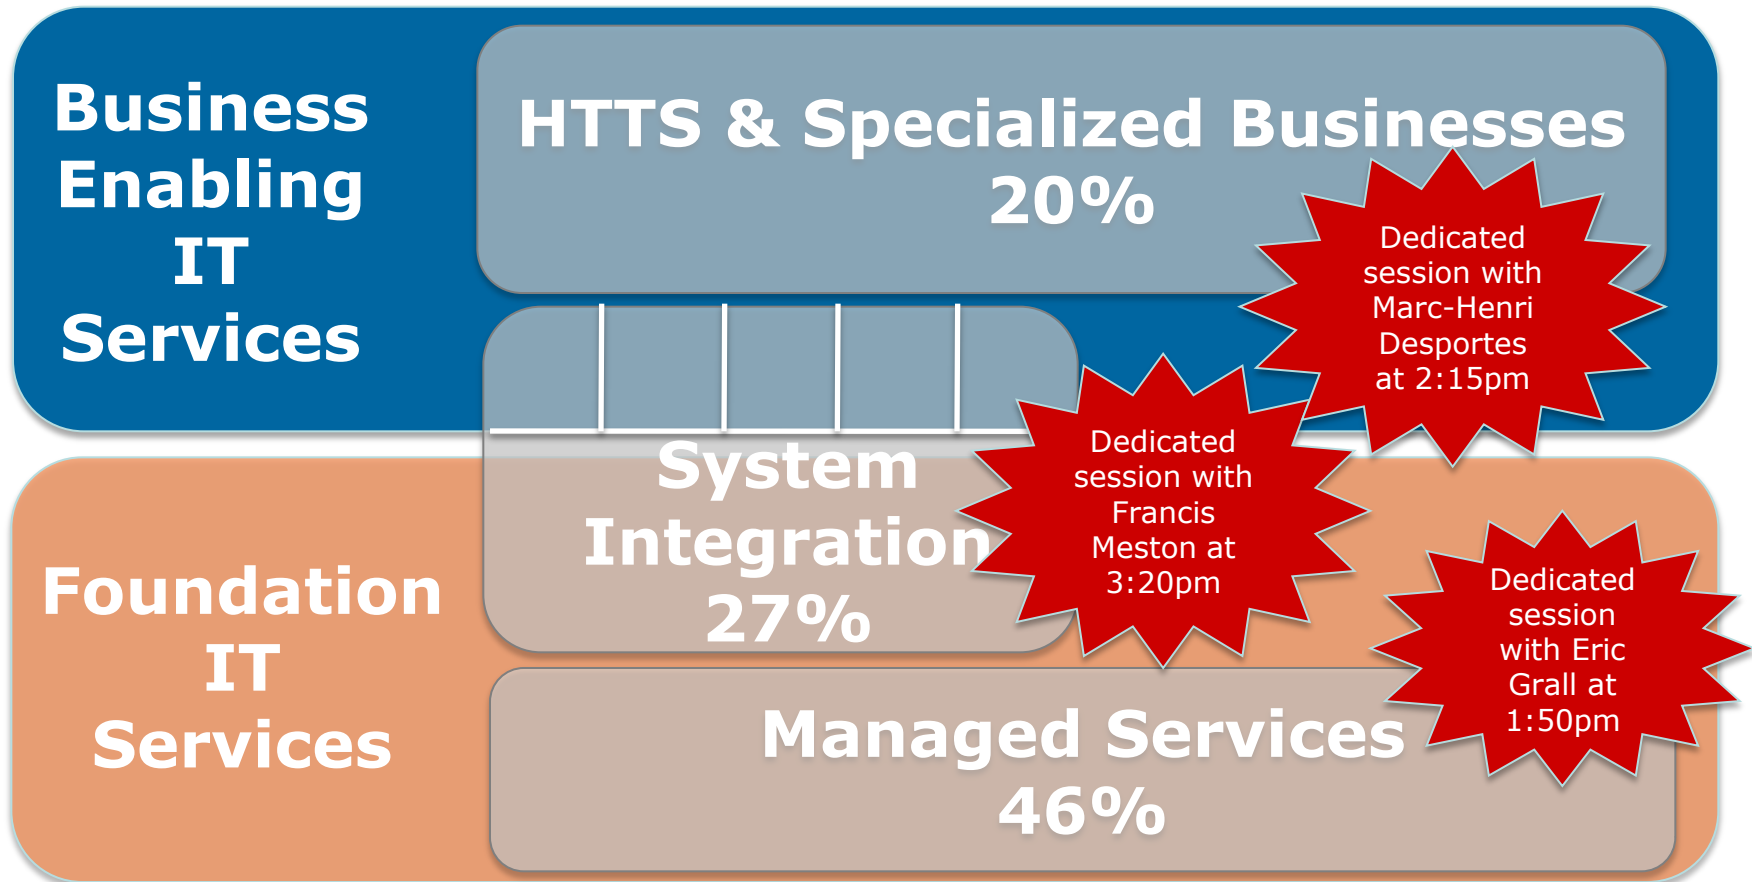 Business
Enabling
IT
Services
HTTS & Specialized Businesses
20%
Dedicated
session with
Marc-Henri
Desportes
at 2:15pm
System
Integration
27%
Dedicated
session with
Francis
Meston at
3:20pm
Foundation
IT
Services
Managed Services
46%
Dedicated
session
with Eric
Grall at
1:50pm